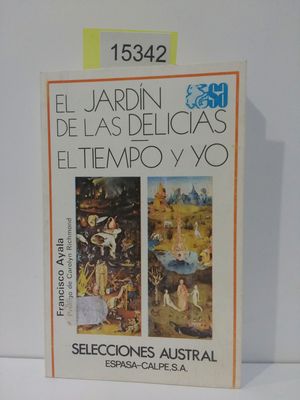 15342
EL JARDÍN
DE LAS DELICIAS
EL TIEMPO Y YO
Francisco Ayala
Prólogo de Carolyn Richmond
SELECCIONES AUSTRAL
ESPASA-CALPE, S.A.